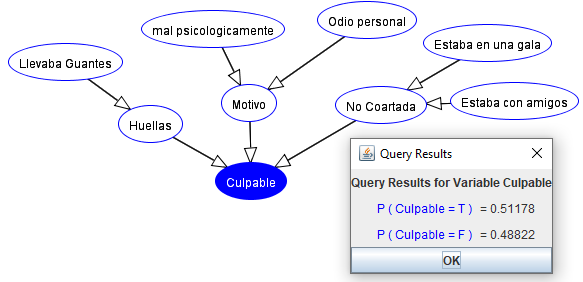 Odio personal
mal psicologicamente
Estaba en una gala
Llevaba Guantes
Motivo
No Coartada
Estaba con amigos
Huellas
Culpable
Query Results
Query Results for Variable Culpable
P ( Culpable = T ) = 0.51178
P ( Culpable = F ) = 0.48822
OK